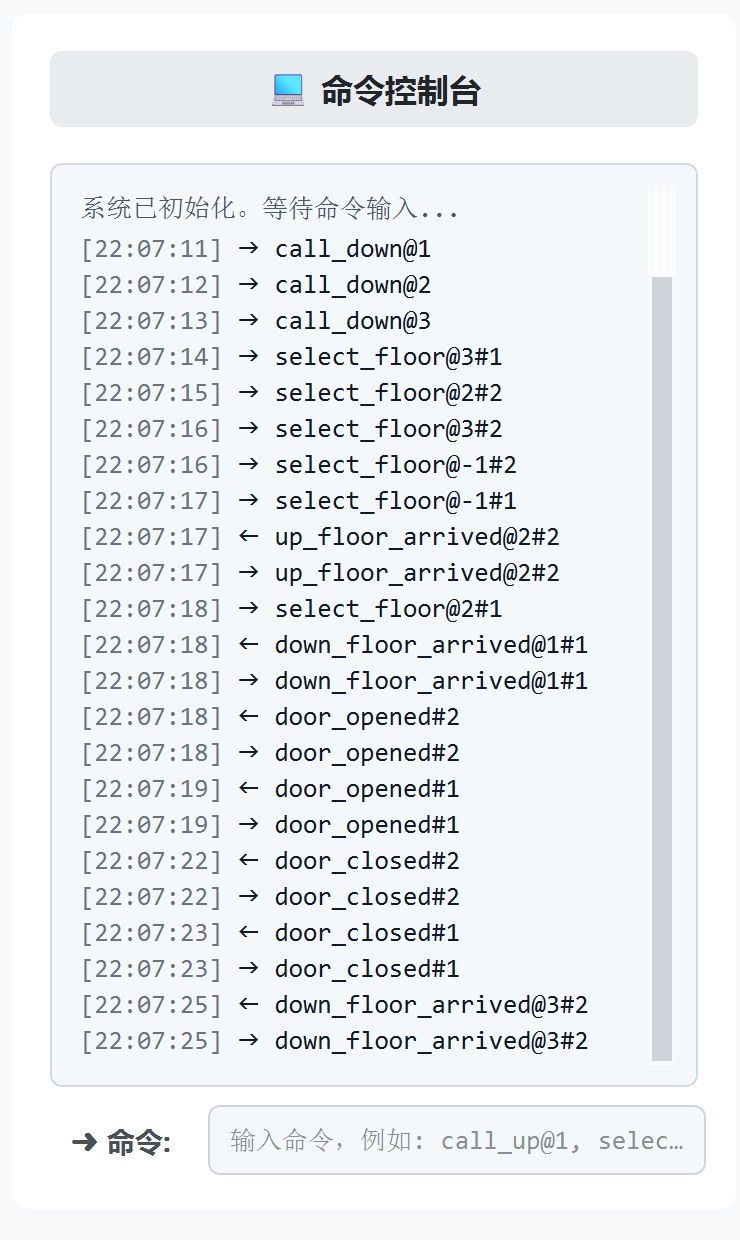 命令控制台
系统已初始化。等待命令输入...
[22:07:11] → call_down@1
[22:07:12] → call_down@2
[22:07:13] → call_down@3
[22:07:14] → select_floor@3#1
[22:07:15] → select_floor@2#2
[22:07:16] → select_floor@3#2
[22:07:16] → select_floor@-1#2
[22:07:17] → select_floor@-1#1
[22:07:17] ← up_floor_arrived@2#2
[22:07:17] → up_floor_arrived@2#2
[22:07:18] → select_floor@2#1
[22:07:18] ← down_floor_arrived@1#1
[22:07:18] → down_floor_arrived@1#1
[22:07:18] ← door_opened#2
[22:07:18] → door_opened#2
[22:07:19] ← door_opened#1
[22:07:19] → door_opened#1
[22:07:22] ← door_closed#2
[22:07:22] → door_closed#2
[22:07:23] ← door_closed#1
[22:07:23] → door_closed#1
[22:07:25] ← down_floor_arrived@3#2
[22:07:25] → down_floor_arrived@3#2
➜ 命令: 输入命令，例如: call_up@1, selec…